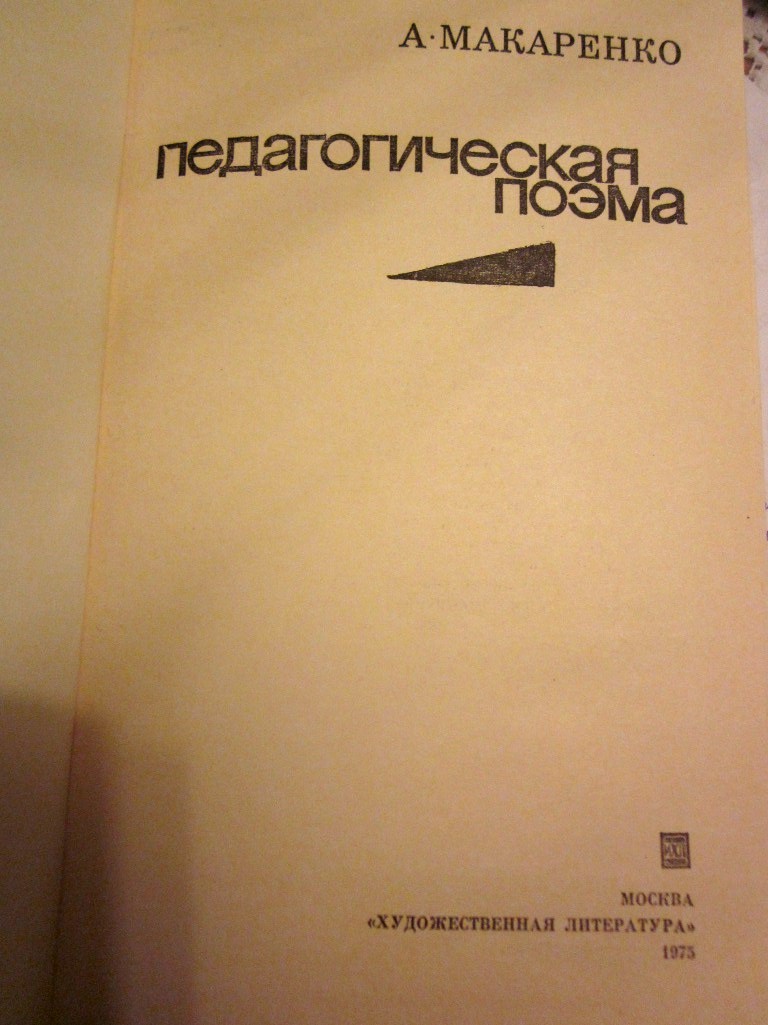 А·МАКАРЕНКО
педагогическая
поэма
МОСКВА
«ХУДОЖЕСТВЕННАЯ ЛИТЕРАТУРА»
1975